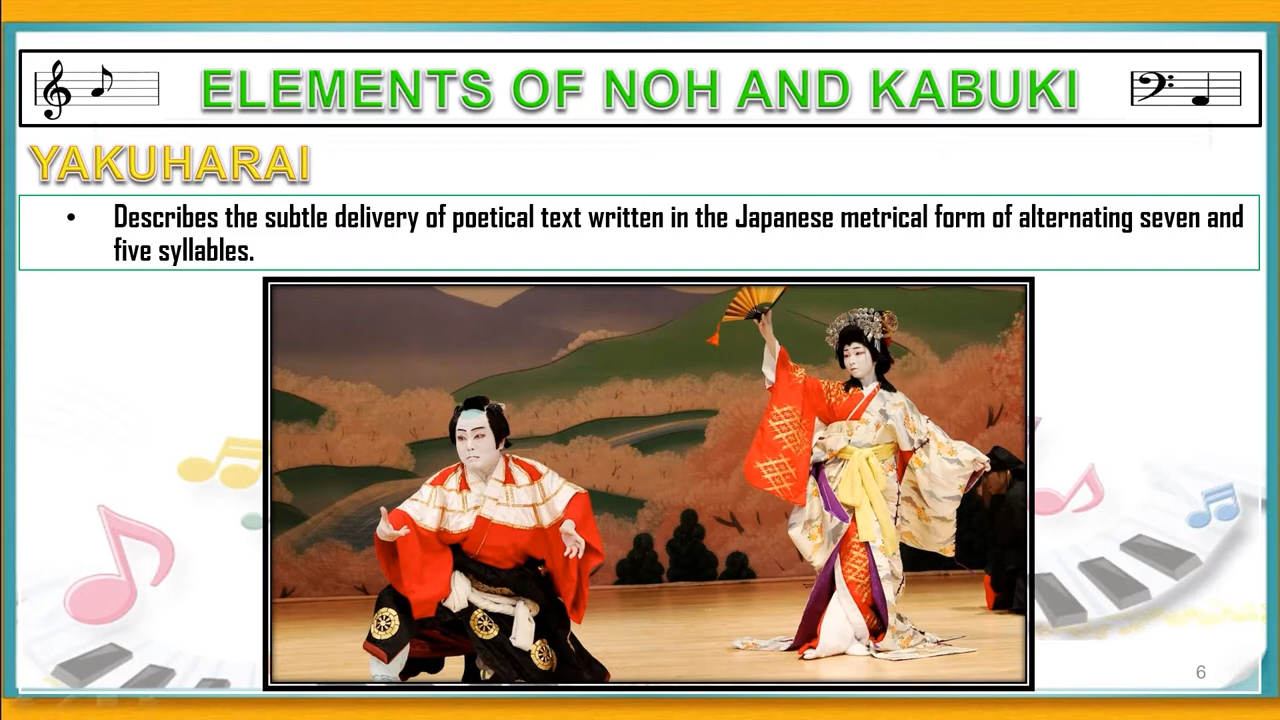 ELEMENTS OF NOH AND KABUKI
YAKUHARAI
• Describes the subtle delivery of poetical text written in the Japanese metrical form of alternating seven and
five syllables.
6